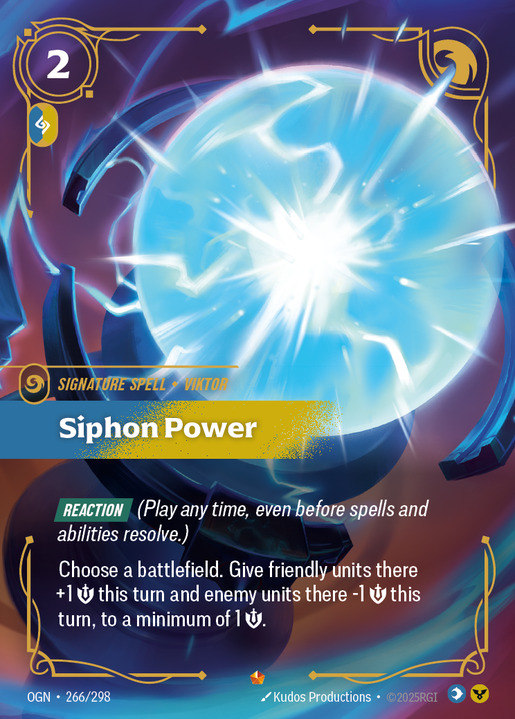 2
SIGNATURE SPELL • VIKTOR
Siphon Power
REACTION (Play any time, even before spells and
abilities resolve.)
Choose a battlefield. Give friendly units there
+1 this turn and enemy units there -1 this
turn, to a minimum of 1.
OGN • 266/298
Kudos Productions • ©2025RGI